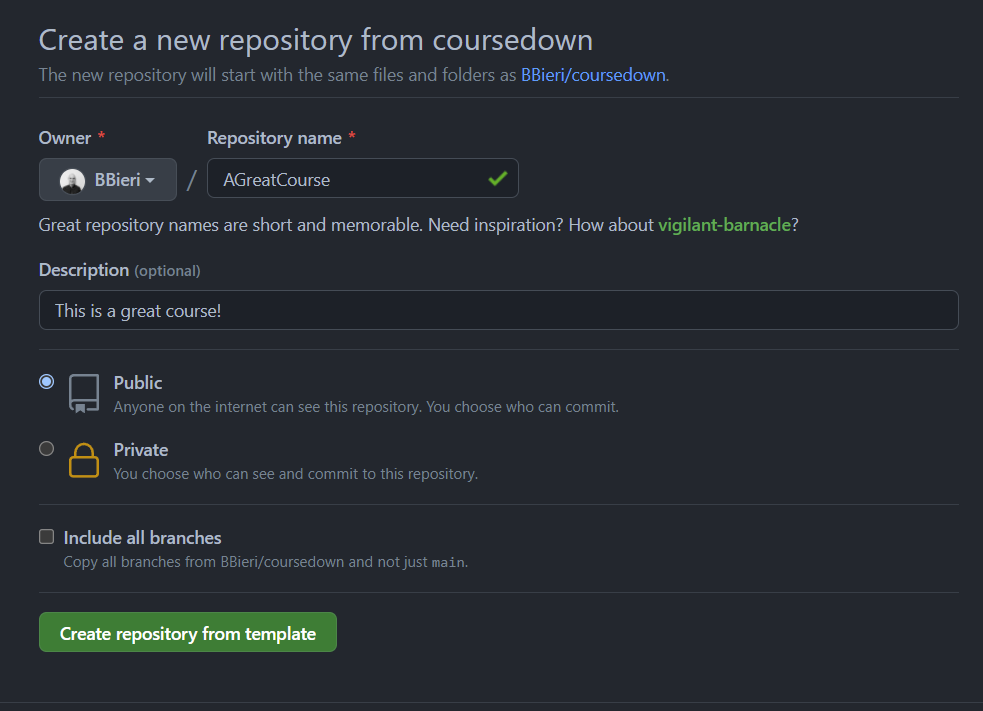 Create a new repository from coursedown
The new repository will start with the same files and folders as BBieri/coursedown.
Owner * Repository name *
BBieri / AGreatCourse
Great repository names are short and memorable. Need inspiration? How about vigilant-barnacle?
Description (optional)
This is a great course!
Public
Anyone on the internet can see this repository. You choose who can commit.
Private
You choose who can see and commit to this repository.
Include all branches
Copy all branches from BBieri/coursedown and not just main.
Create repository from template